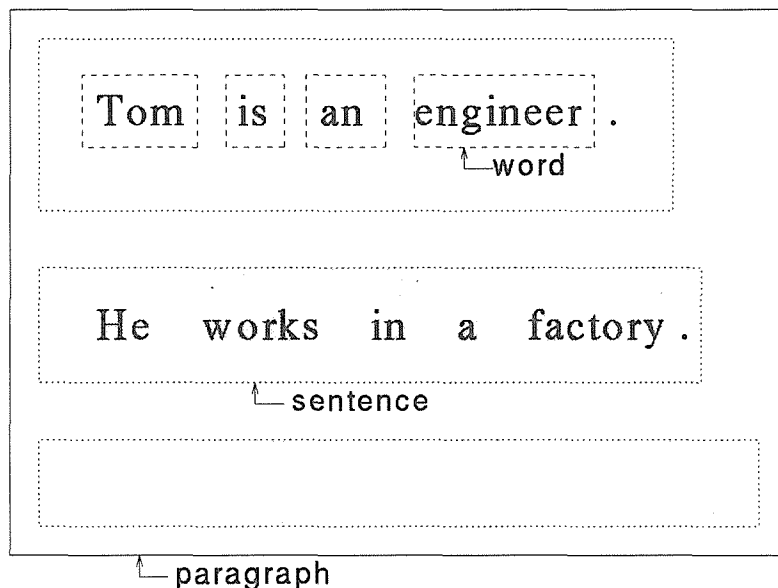 Tom is an engineer .
word
He works in a factory .
sentence
paragraph